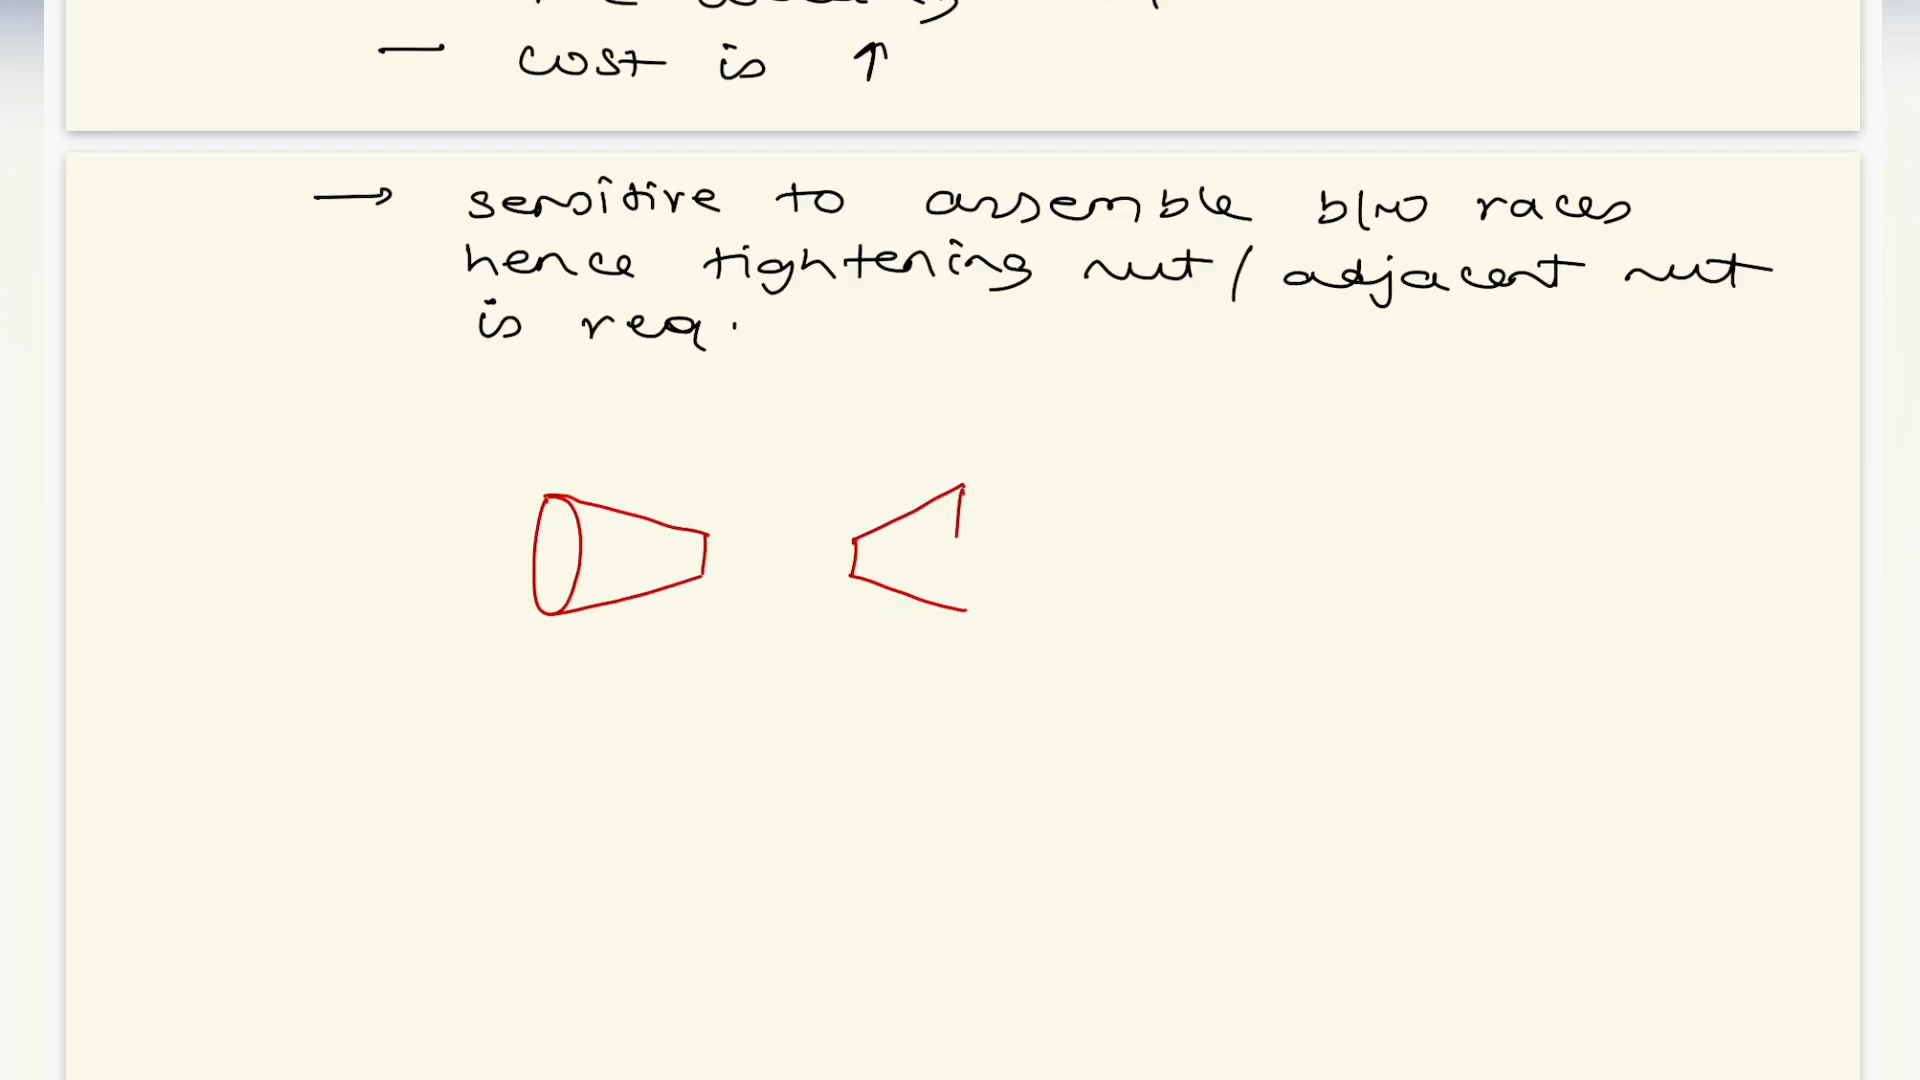 - cost is ↑
→ sensitive to assemble b/w races
hence tightening nut / adjacent nut
is req.